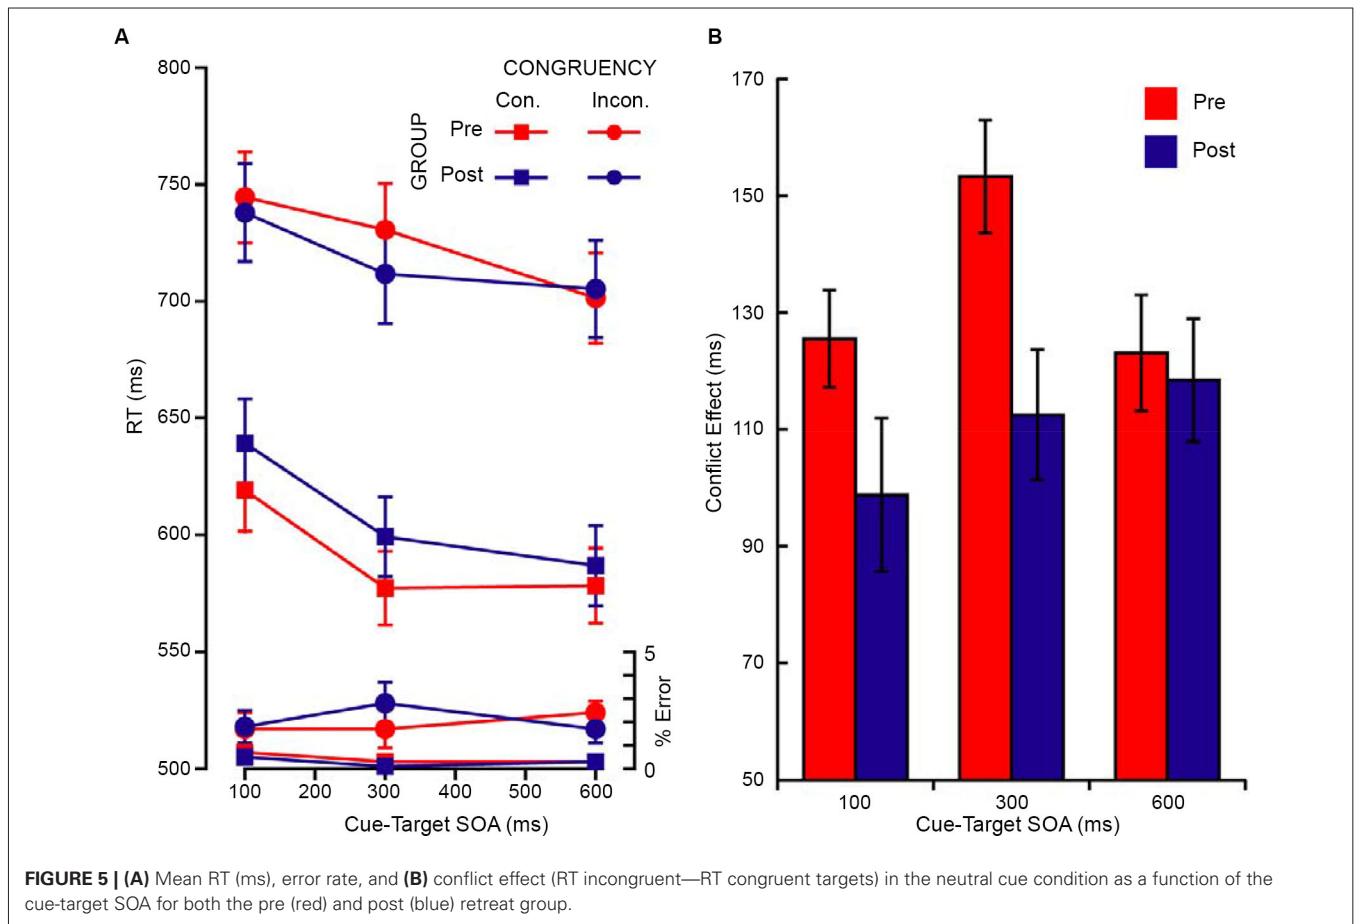 A
800
750
700
650
600
550
500
RT (ms)
CONGRUENCY
Con. Incon.
GROUP
Pre
Post
5
0
% Error
100 200 300 400 500 600
Cue-Target SOA (ms)
B
170
150
130
110
90
70
50
Conflict Effect (ms)
Pre
Post
100 300 600
Cue-Target SOA (ms)
FIGURE 5 | (A) Mean RT (ms), error rate, and (B) conflict effect (RT incongruent—RT congruent targets) in the neutral cue condition as a function of the
cue-target SOA for both the pre (red) and post (blue) retreat group.